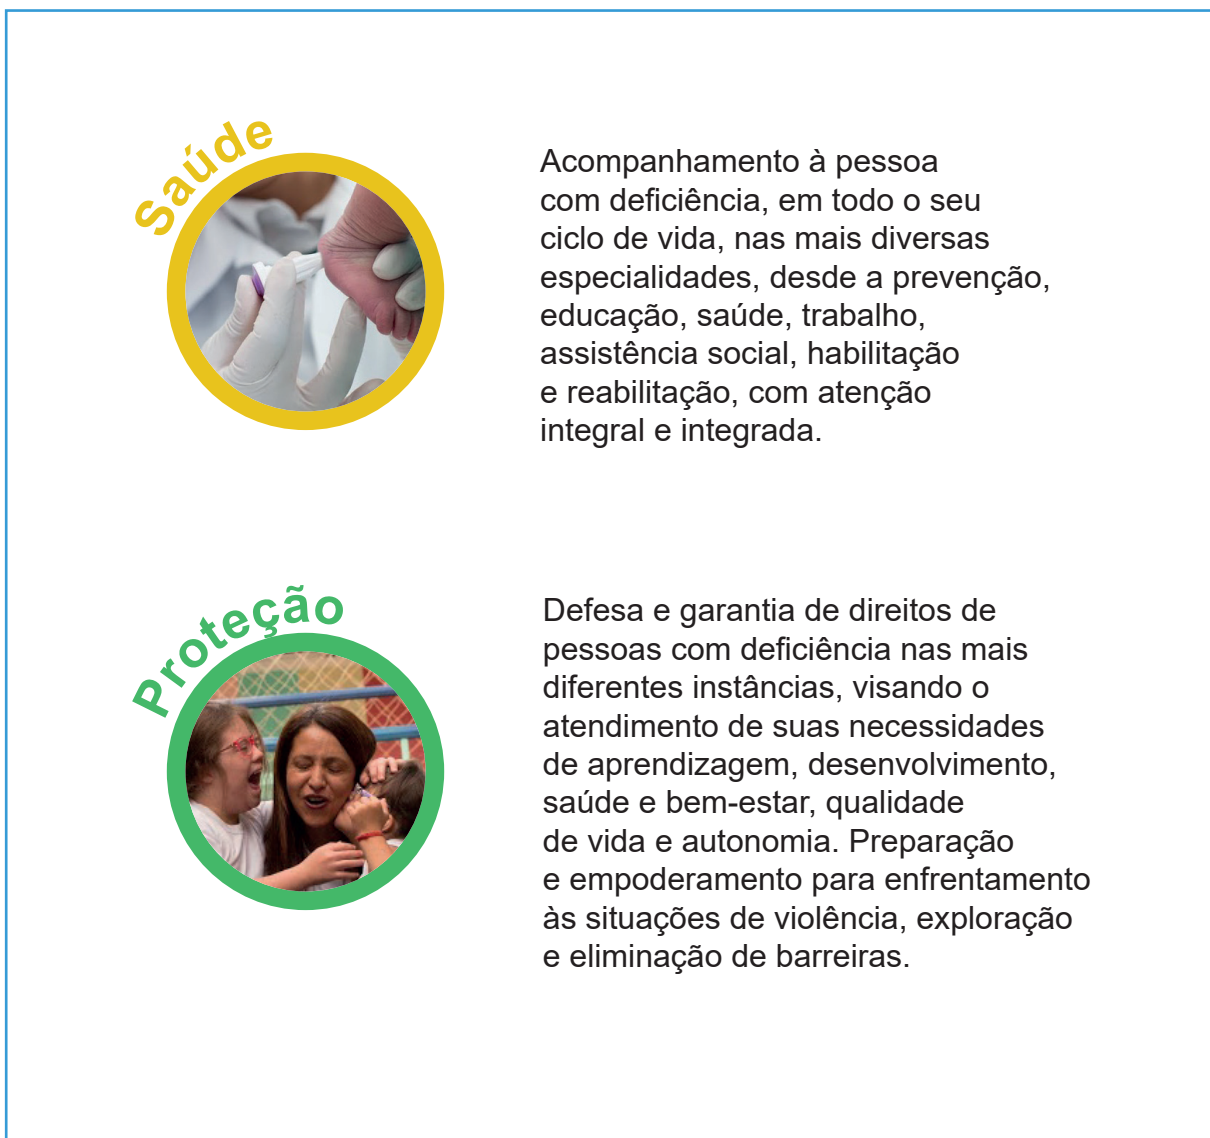 Saúde
Acompanhamento à pessoa
com deficiência, em todo o seu
ciclo de vida, nas mais diversas
especialidades, desde a prevenção,
educação, saúde, trabalho,
assistência social, habilitação
e reabilitação, com atenção
integral e integrada.
Proteção
Defesa e garantia de direitos de
pessoas com deficiência nas mais
diferentes instâncias, visando o
atendimento de suas necessidades
de aprendizagem, desenvolvimento,
saúde e bem-estar, qualidade
de vida e autonomia. Preparação
e empoderamento para enfrentamento
às situações de violência, exploração
e eliminação de barreiras.